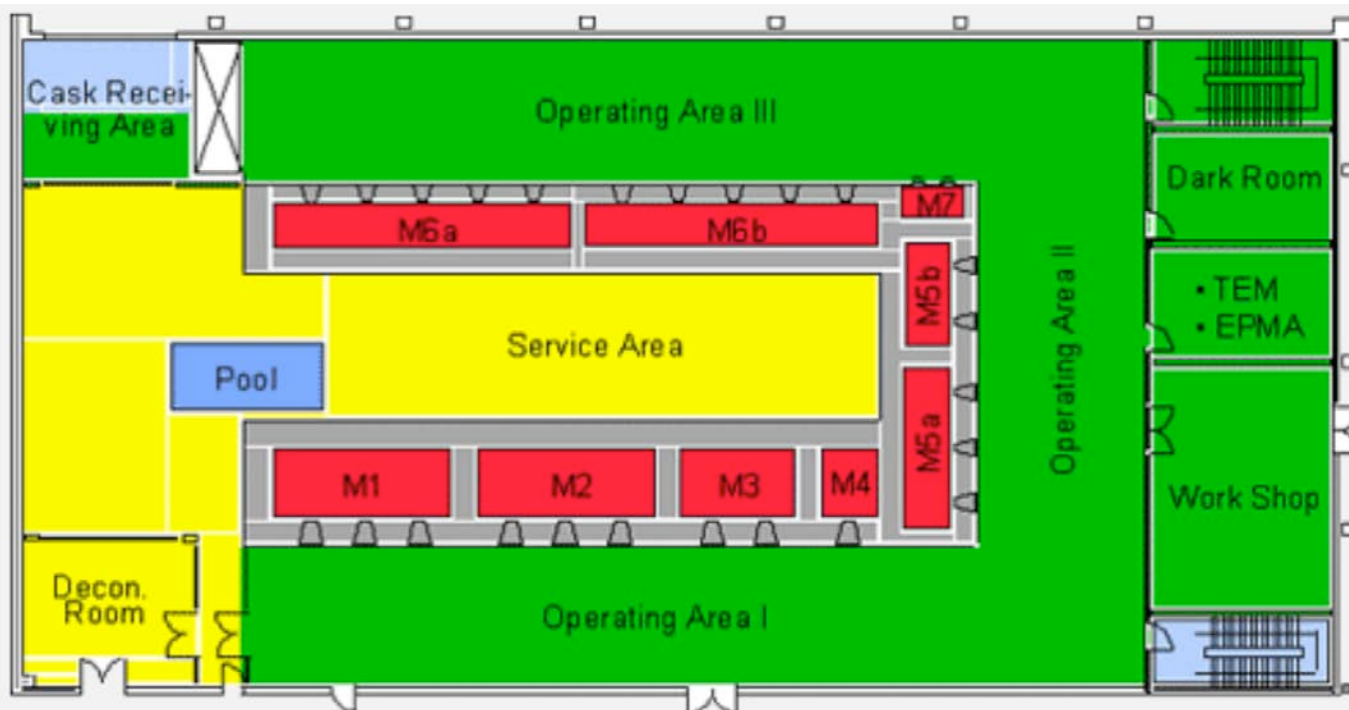 Cask Recei-
ving Area
Operating Area III
Dark Room
M6a
M6b
M7
M5b
Operating Area II
• TEM
• EPMA
Service Area
Pool
M5a
M1
M2
M3
M4
Work Shop
Decon.
Room
Operating Area I